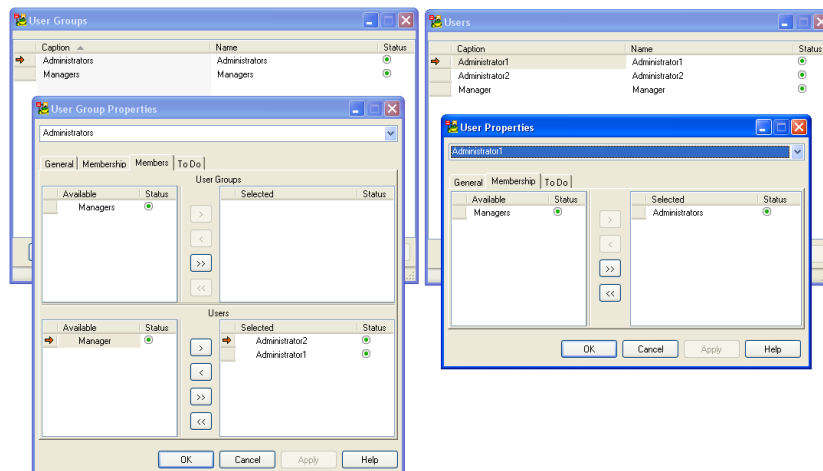 User Groups
Caption Name Status
Administrators Administrators
Managers Managers
User Group Properties
Administrators
General Membership Members To Do
User Groups
Available Status Selected Status
Managers
>
<
>>
<<
Users
Available Status Selected Status
Manager Administrator2
Administrator1
>
<
>>
<<
OK Cancel Apply Help
Users
Caption Name Status
Administrator1 Administrator1
Administrator2 Administrator2
Manager Manager
User Properties
Administrator1
General Membership To Do
Available Status Selected Status
Managers Administrators
>
<
>>
<<
OK Cancel Apply Help